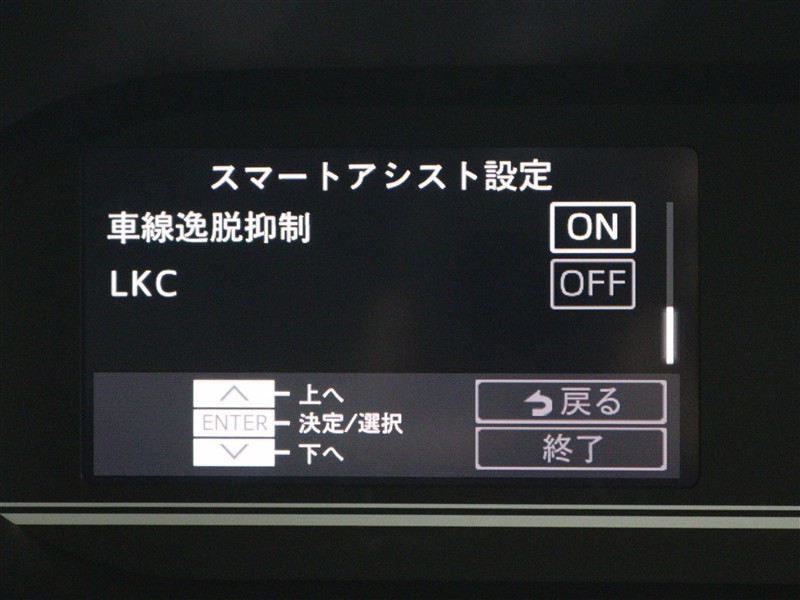 スマートアシスト設定
車線逸脱抑制 ON
LKC OFF
上へ
ENTER 決定/選択
下へ
戻る
終了